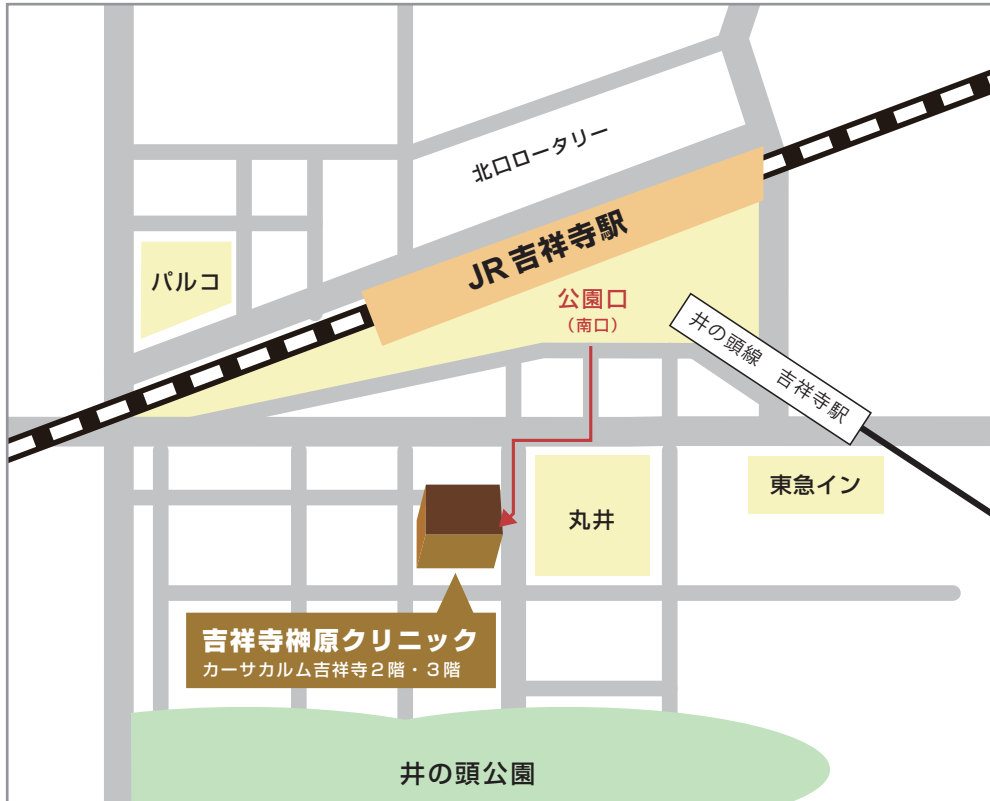 北口ロータリー
JR 吉祥寺駅
パルコ
公園口
（南口）
井の頭線　吉祥寺駅
東急イン
丸井
吉祥寺榊原クリニック
カーサカルム吉祥寺２階・３階
井の頭公園